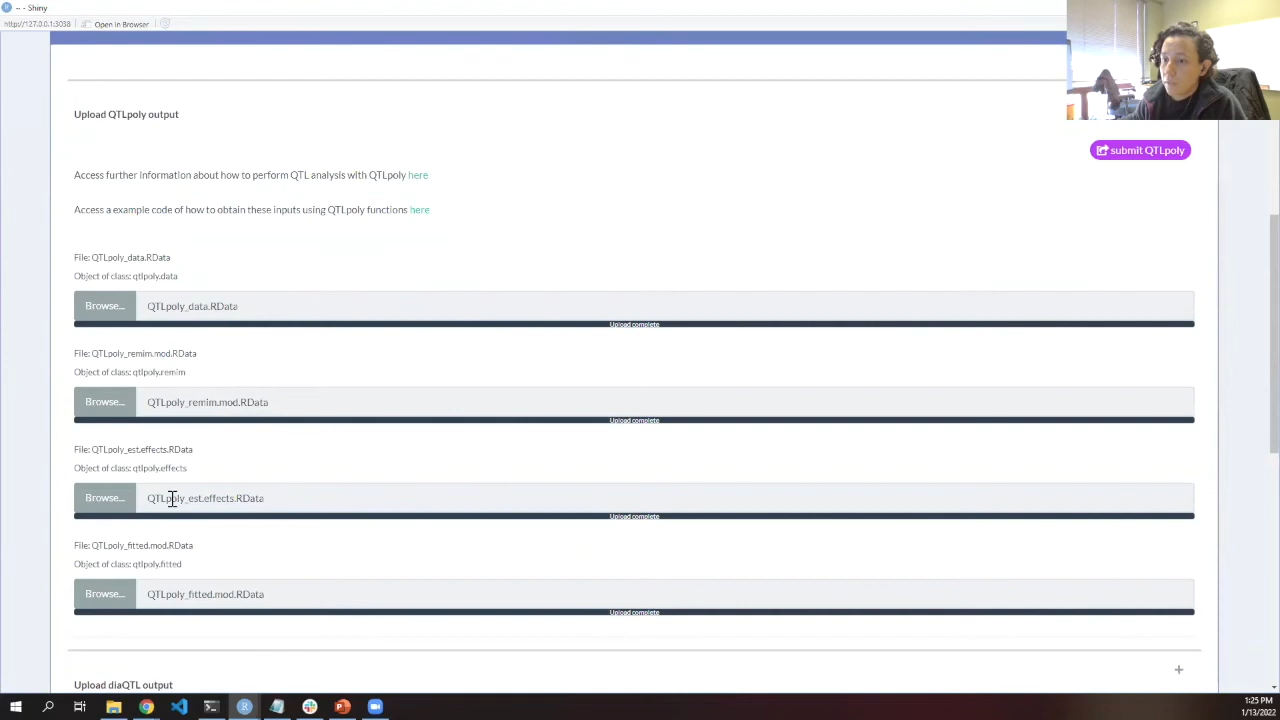 -- - Shiny
http://127.0.0.1:3038
Open in Browser
Upload QTLpoly output
submit QTLpoly
Access further information about how to perform QTL analysis with QTLpoly here
Access a example code of how to obtain these inputs using QTLpoly functions here
File: QTLpoly_data.RData
Object of class: qtlpoly.data
Browse... QTLpoly_data.RData
Upload complete
File: QTLpoly_remim.mod.RData
Object of class: qtlpoly.remim
Browse... QTLpoly_remim.mod.RData
Upload complete
File: QTLpoly_est.effects.RData
Object of class: qtlpoly.effects
Browse... QTLpoly_est.effects.RData
Upload complete
File: QTLpoly_fitted.mod.RData
Object of class: qtlpoly.fitted
Browse... QTLpoly_fitted.mod.RData
Upload complete
Upload diaQTL output
1:25 PM
1/13/2022